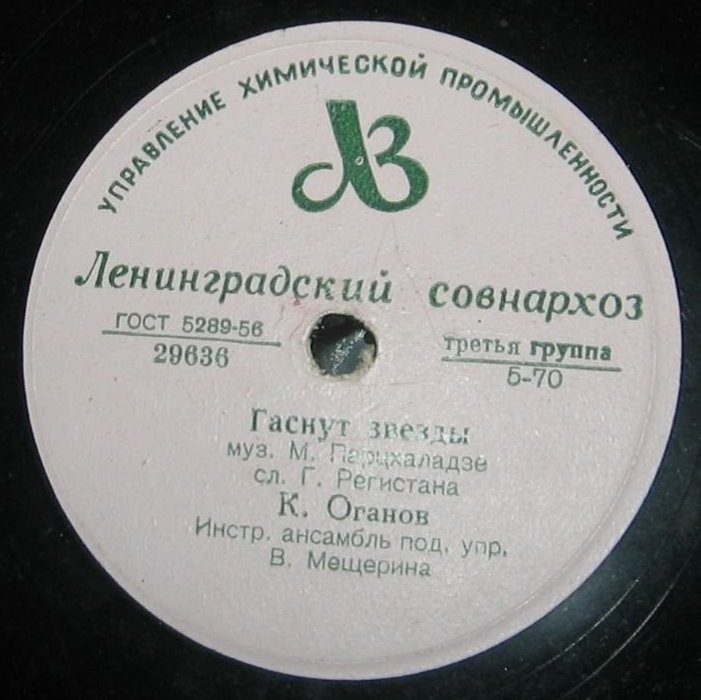 УПРАВЛЕНИЕ ХИМИЧЕСКОЙ ПРОМЫШЛЕННОСТИ
ЛЗ
Ленинградский совнархоз
ГОСТ 5289-56
29636
третья группа
5-70
Гаснут звезды
муз. М. Парцхаладзе
сл. Г. Регистана
К. Оганов
Инстр. ансамбль под. упр.
В. Мещерина